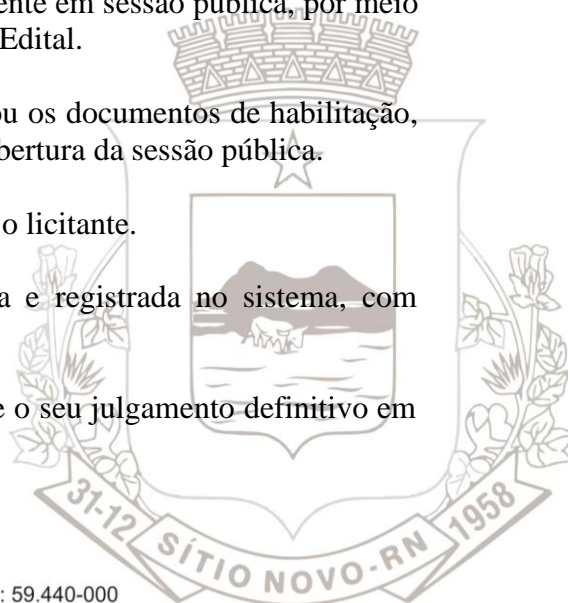 ente em sessão pública, por meio
Edital.
ou os documentos de habilitação,
bertura da sessão pública.
o licitante.
a e registrada no sistema, com
e o seu julgamento definitivo em
31-12 SÍTIO NOVO-RN 1958
: 59.440-000